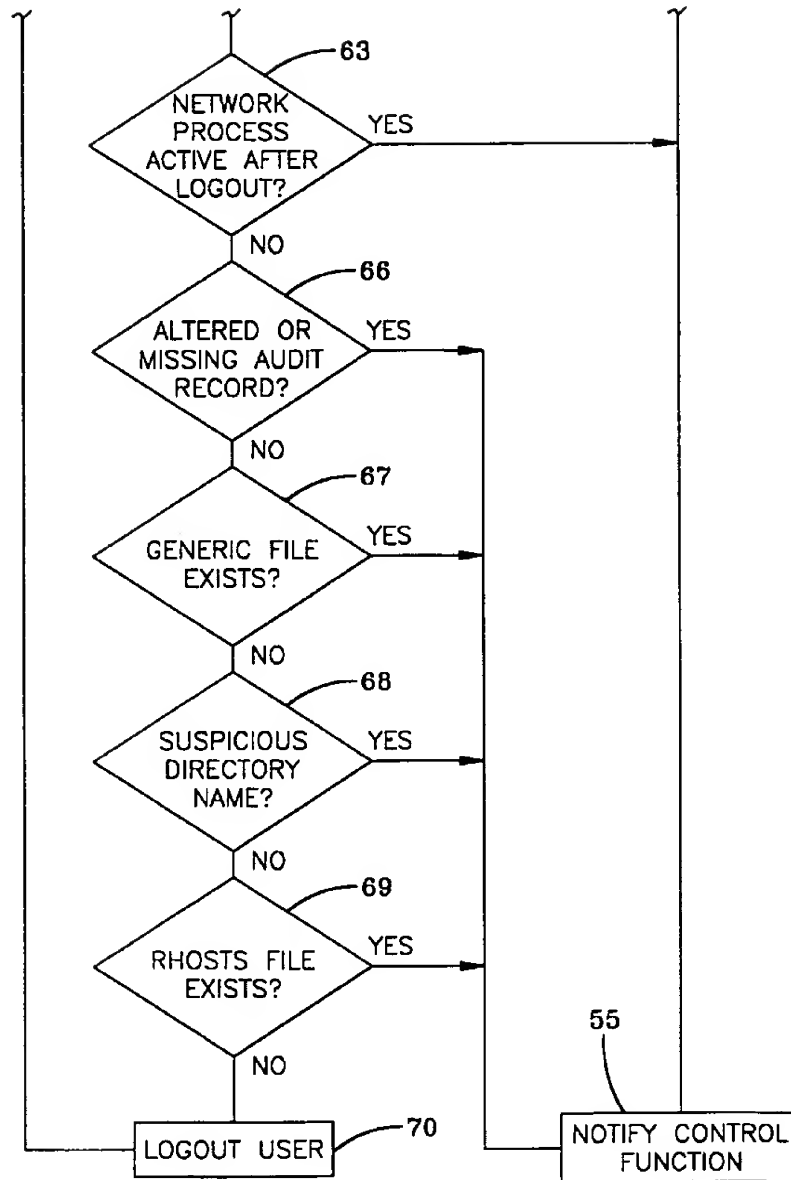 63
NETWORK
PROCESS
ACTIVE AFTER
LOGOUT?
YES
NO
66
ALTERED OR
MISSING AUDIT
RECORD?
YES
NO
67
GENERIC FILE
EXISTS?
YES
NO
68
SUSPICIOUS
DIRECTORY
NAME?
YES
NO
69
RHOSTS FILE
EXISTS?
YES
NO
55
LOGOUT USER
70
NOTIFY CONTROL
FUNCTION